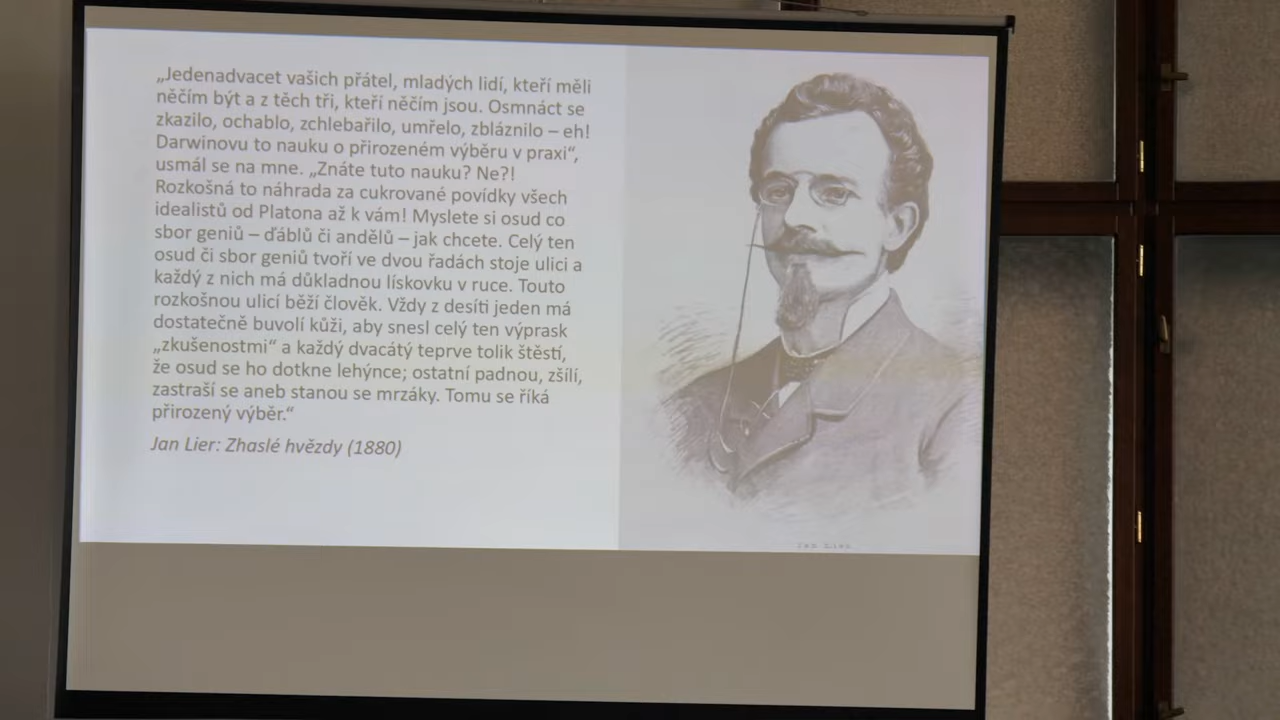 „Jedenadvacet vašich přátel, mladých lidí, kteří měli
něčím být a z těch tři, kteří něčím jsou. Osmnáct se
zkazilo, ochablo, zchlebařilo, umřelo, zbláznilo – eh!
Darwinovu to nauku o přirozeném výběru v praxi“,
usmál se na mne. „Znáte tuto nauku? Ne?!
Rozkošná to náhrada za cukrované povídky všech
idealistů od Platona až k vám! Myslete si osud co
sbor geniů – ďáblů či andělů – jak chcete. Celý ten
osud či sbor geniů tvoří ve dvou řadách stoje ulici a
každý z nich má důkladnou lískovku v ruce. Touto
rozkošnou ulicí běží člověk. Vždy z desíti jeden má
dostatečně buvolí kůži, aby snesl celý ten výprask
„zkušenostmi“ a každý dvacátý teprve tolik štěstí,
že osud se ho dotkne lehýnce; ostatní padnou, zšílí,
zastraší se aneb stanou se mrzáky. Tomu se říká
přirozený výběr.“
Jan Lier: Zhaslé hvězdy (1880)